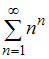 ∞
∑ nⁿ
n=1